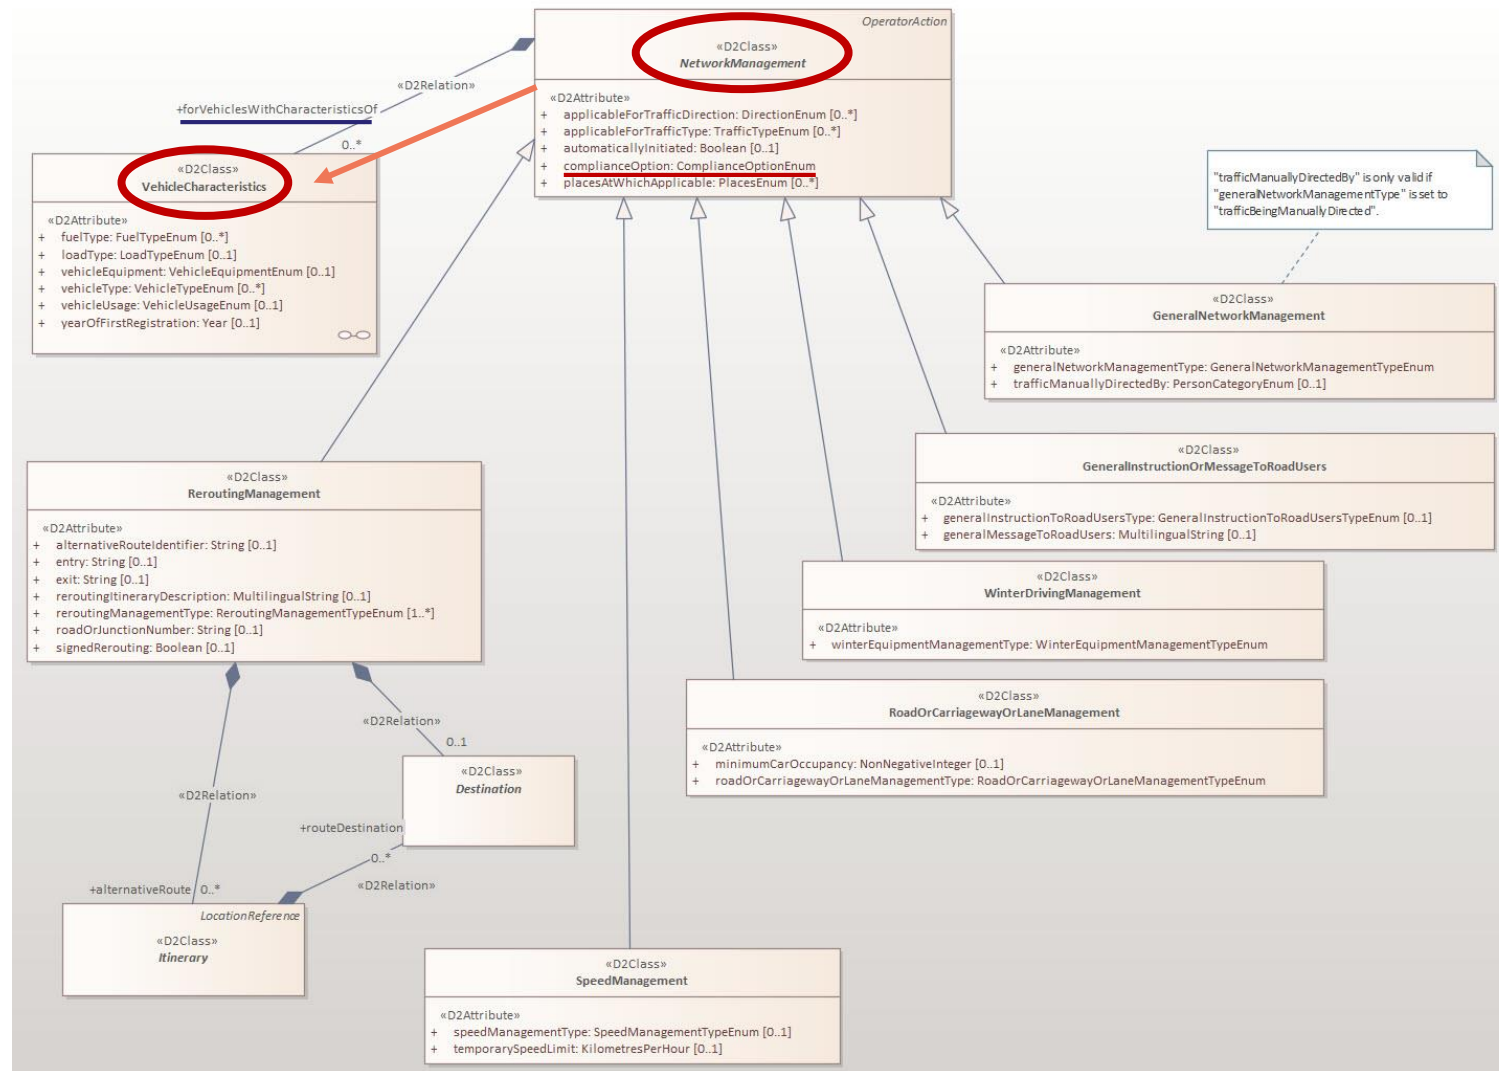 OperatorAction
«D2Class»
NetworkManagement
«D2Attribute»
+ applicableForTrafficDirection: DirectionEnum [0..*]
+ applicableForTrafficType: TrafficTypeEnum [0..*]
+ automaticallyInitiated: Boolean [0..1]
+ complianceOption: ComplianceOptionEnum
+ placesAtWhichApplicable: PlacesEnum [0..*]
«D2Relation»
+forVehiclesWithCharacteristicsOf
0..*
«D2Class»
VehicleCharacteristics
«D2Attribute»
+ fuelType: FuelTypeEnum [0..*]
+ loadType: LoadTypeEnum [0..1]
+ vehicleEquipment: VehicleEquipmentEnum [0..1]
+ vehicleType: VehicleTypeEnum [0..*]
+ vehicleUsage: VehicleUsageEnum [0..1]
+ yearOfFirstRegistration: Year [0..1]
"trafficManuallyDirectedBy" is only valid if
"generalNetworkManagementType" is set to
"trafficBeingManuallyDirected".
«D2Class»
GeneralNetworkManagement
«D2Attribute»
+ generalNetworkManagementType: GeneralNetworkManagementTypeEnum
+ trafficManuallyDirectedBy: PersonCategoryEnum [0..1]
«D2Class»
GeneralInstructionOrMessageToRoadUsers
«D2Attribute»
+ generalInstructionToRoadUsersType: GeneralInstructionToRoadUsersTypeEnum [0..1]
+ generalMessageToRoadUsers: MultilingualString [0..1]
«D2Class»
ReroutingManagement
«D2Attribute»
+ alternativeRouteIdentifier: String [0..1]
+ entry: String [0..1]
+ exit: String [0..1]
+ reroutingItineraryDescription: MultilingualString [0..1]
+ reroutingManagementType: ReroutingManagementTypeEnum [1..*]
+ roadOrJunctionNumber: String [0..1]
+ signedRerouting: Boolean [0..1]
«D2Class»
WinterDrivingManagement
«D2Attribute»
+ winterEquipmentManagementType: WinterEquipmentManagementTypeEnum
«D2Class»
RoadOrCarriagewayOrLaneManagement
«D2Attribute»
+ minimumCarOccupancy: NonNegativeInteger [0..1]
+ roadOrCarriagewayOrLaneManagementType: RoadOrCarriagewayOrLaneManagementTypeEnum
«D2Relation»
0..1
«D2Class»
Destination
«D2Relation»
+routeDestination
0..*
«D2Relation»
+alternativeRoute
0..*
LocationReference
«D2Class»
Itinerary
«D2Class»
SpeedManagement
«D2Attribute»
+ speedManagementType: SpeedManagementTypeEnum [0..1]
+ temporarySpeedLimit: KilometresPerHour [0..1]